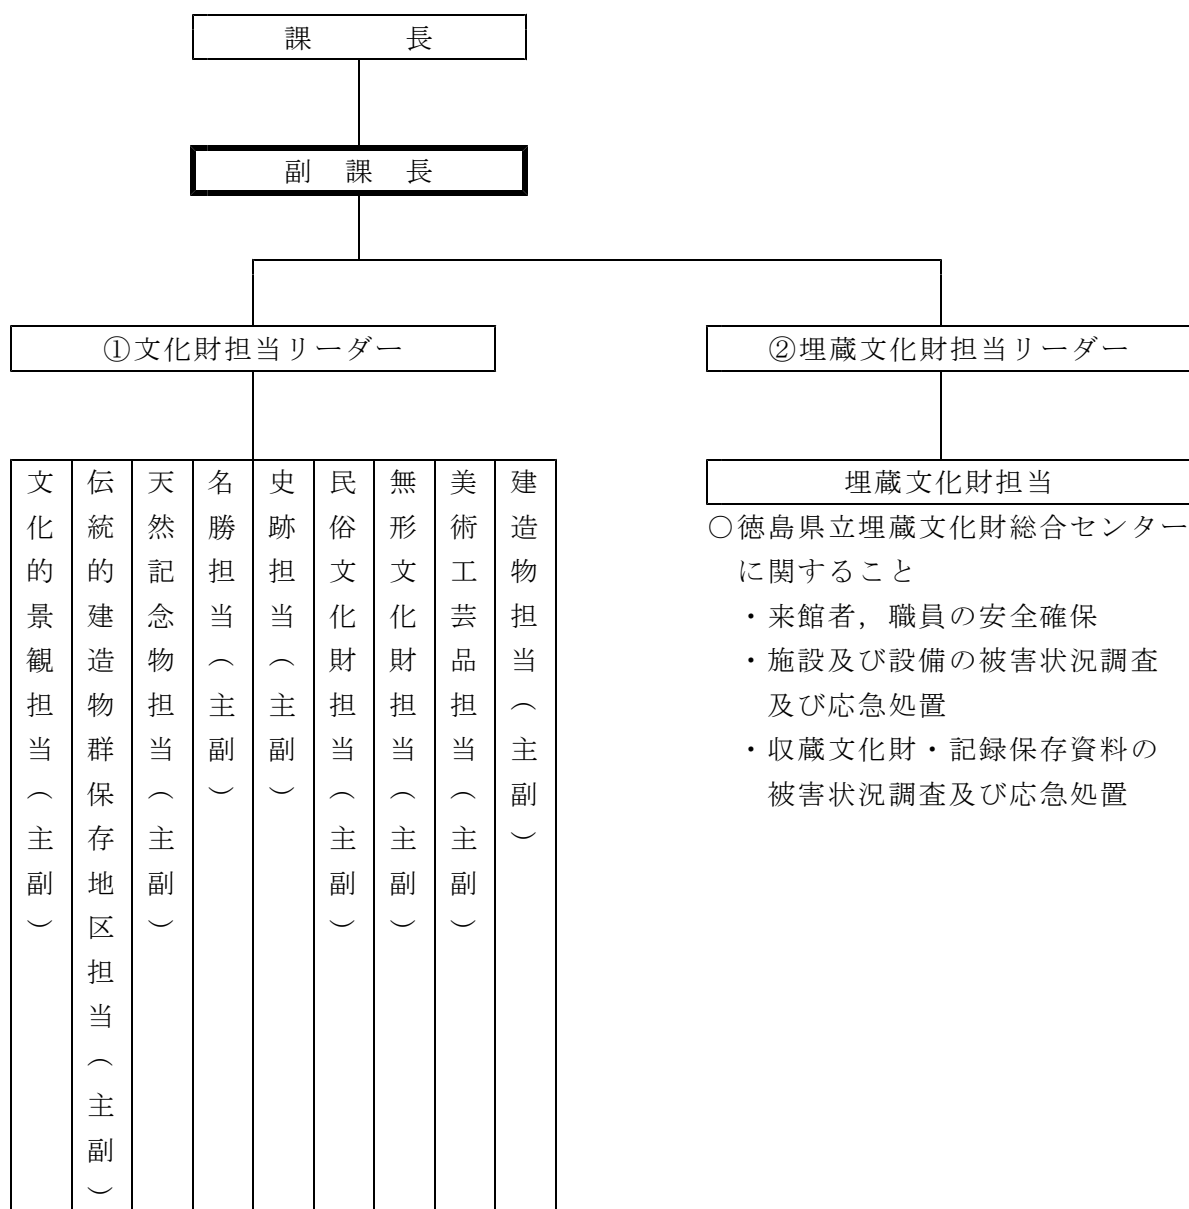 課 長
副 課 長
①文化財担当リーダー
②埋蔵文化財担当リーダー
建造物担当（主副）
美術工芸品担当（主副）
無形文化財担当（主副）
民俗文化財担当（主副）
史跡担当（主副）
名勝担当（主副）
天然記念物担当（主副）
伝統的建造物群保存地区担当（主副）
文化的景観担当（主副）
埋蔵文化財担当
○徳島県立埋蔵文化財総合センター
に関すること
・来館者，職員の安全確保
・施設及び設備の被害状況調査
及び応急処置
・収蔵文化財・記録保存資料の
被害状況調査及び応急処置